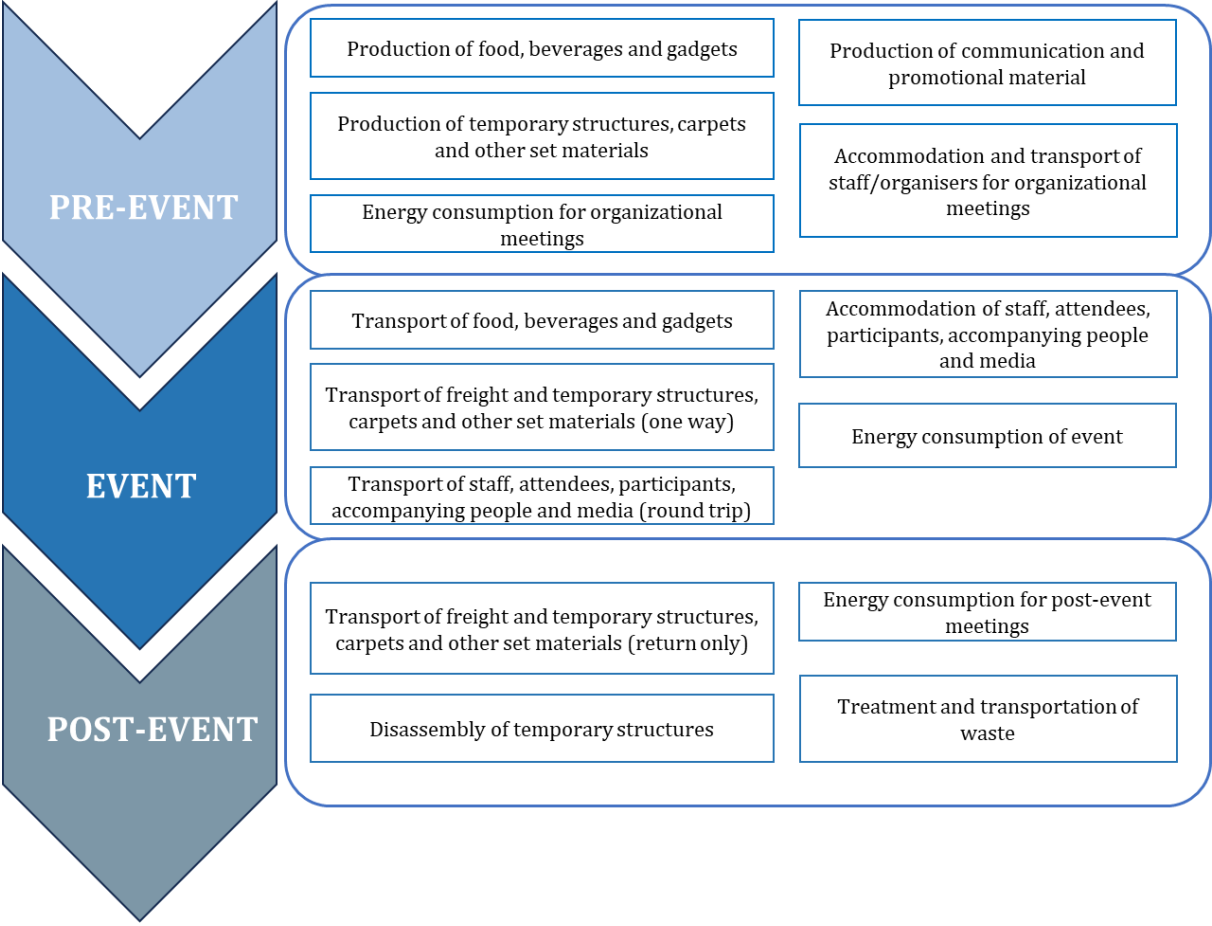 PRE-EVENT
Production of food, beverages and gadgets
Production of temporary structures, carpets
and other set materials
Energy consumption for organizational
meetings
Production of communication and
promotional material
Accommodation and transport of
staff/organisers for organizational
meetings
EVENT
Transport of food, beverages and gadgets
Transport of freight and temporary structures,
carpets and other set materials (one way)
Transport of staff, attendees, participants,
accompanying people and media (round trip)
Accommodation of staff, attendees,
participants, accompanying people
and media
Energy consumption of event
POST-EVENT
Transport of freight and temporary structures,
carpets and other set materials (return only)
Disassembly of temporary structures
Energy consumption for post-event
meetings
Treatment and transportation of
waste